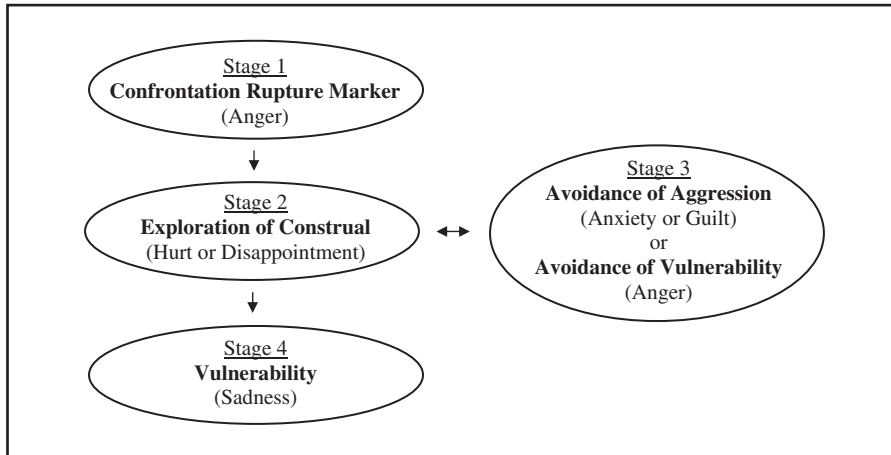 Stage 1
Confrontation Rupture Marker
(Anger)
Stage 2
Exploration of Construal
(Hurt or Disappointment)
Stage 3
Avoidance of Aggression
(Anxiety or Guilt)
or
Avoidance of Vulnerability
(Anger)
Stage 4
Vulnerability
(Sadness)